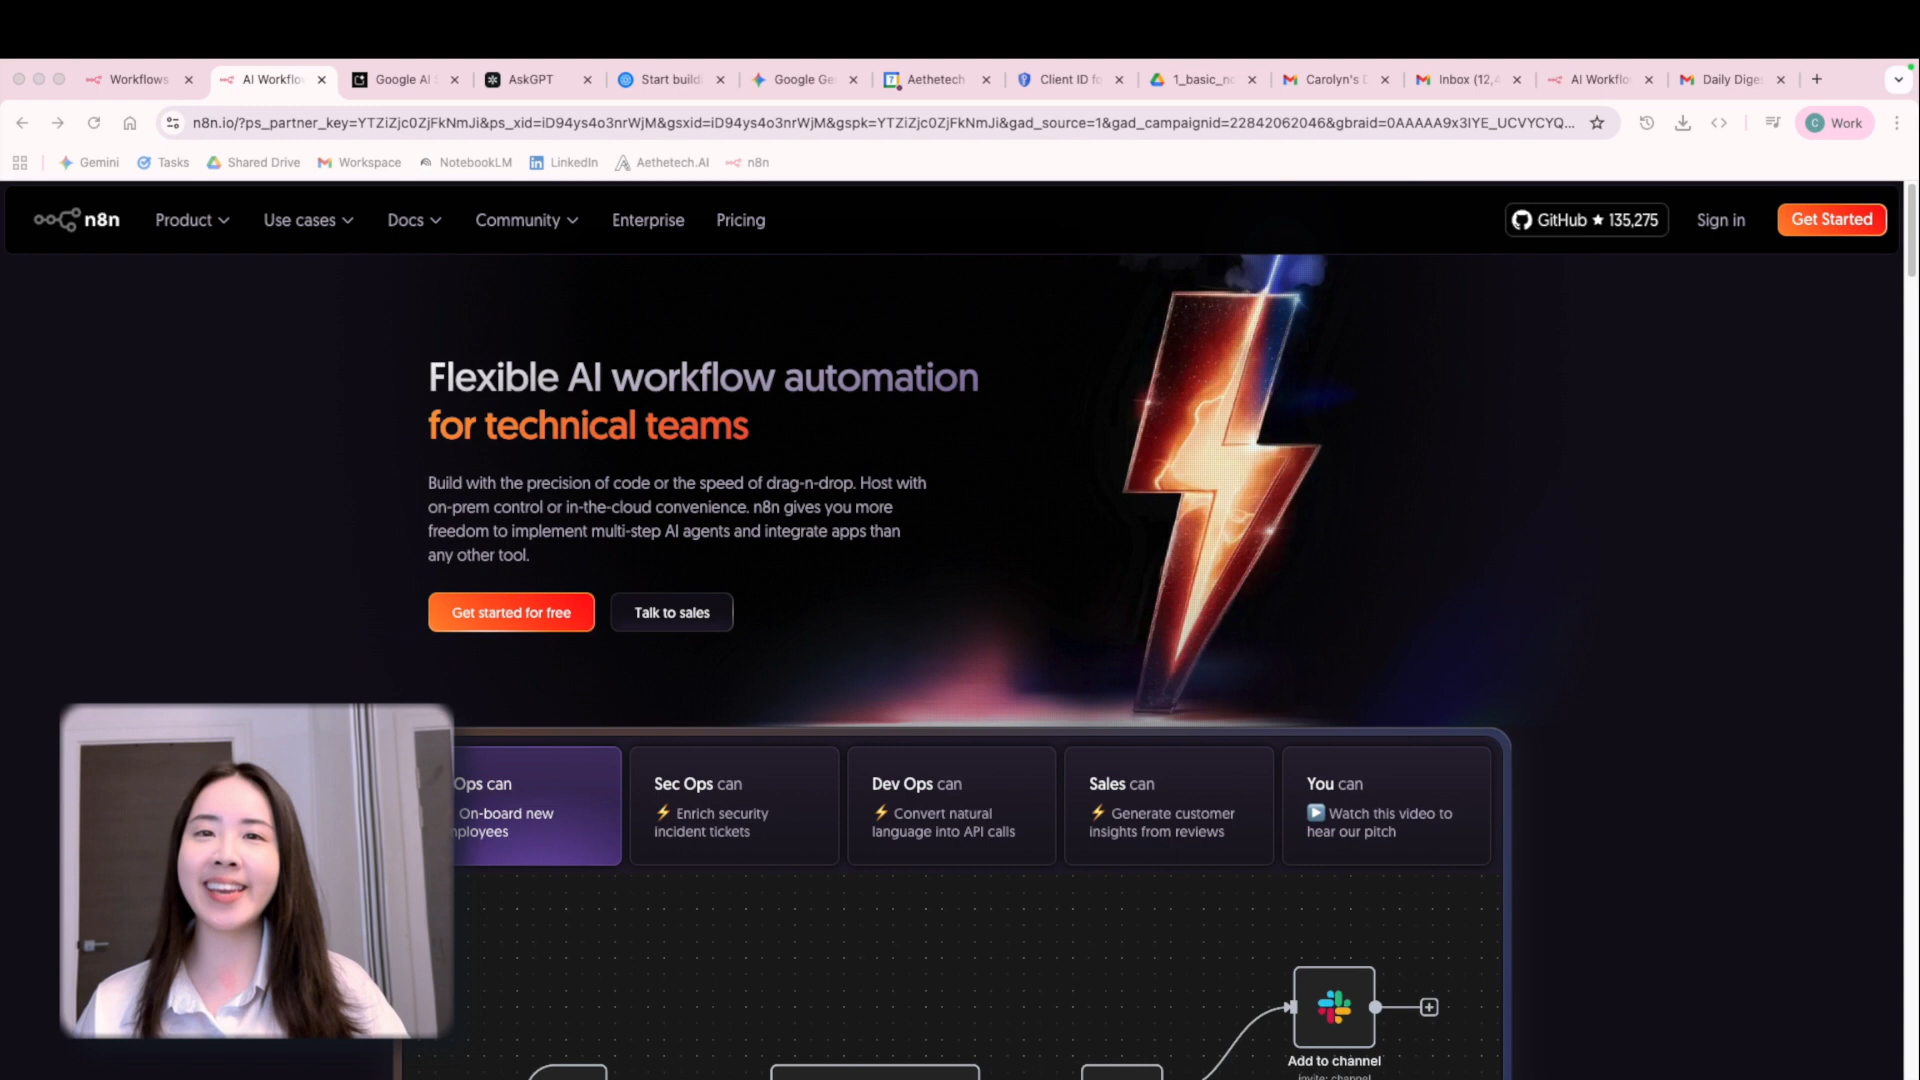 Workflows
AI Workflo
Google AI
AskGPT
Start build
Google Ge
Aethetech
Client ID fo
1_basic_n
Carolyn's D
Inbox (12,4
AI Workflo
Daily Diges
n8n.io/?ps_partner_key=YTZiZjc0ZjFkNmJi&ps_xid=iD94ys4o3nrWjM&gsxid=iD94ys4o3nrWjM&gspk=YTZiZjc0ZjFkNmJi&gad_source=1&gad_campaignid=22842062046&gbraid=0AAAAA9x3IYE_UCVYCYQ...
C Work
Gemini
Tasks
Shared Drive
Workspace
NotebookLM
LinkedIn
Aethetech.AI
n8n
n8n
Product
Use cases
Docs
Community
Enterprise
Pricing
GitHub ★ 135,275
Sign in
Get Started
Flexible AI workflow automation
for technical teams
Build with the precision of code or the speed of drag-n-drop. Host with
on-prem control or in-the-cloud convenience. n8n gives you more
freedom to implement multi-step AI agents and integrate apps than
any other tool.
Get started for free
Talk to sales
Ops can
On-board new
ployees
Sec Ops can
⚡ Enrich security
incident tickets
Dev Ops can
⚡ Convert natural
language into API calls
Sales can
⚡ Generate customer
insights from reviews
You can
▶️ Watch this video to
hear our pitch
Add to channel
invite: channel